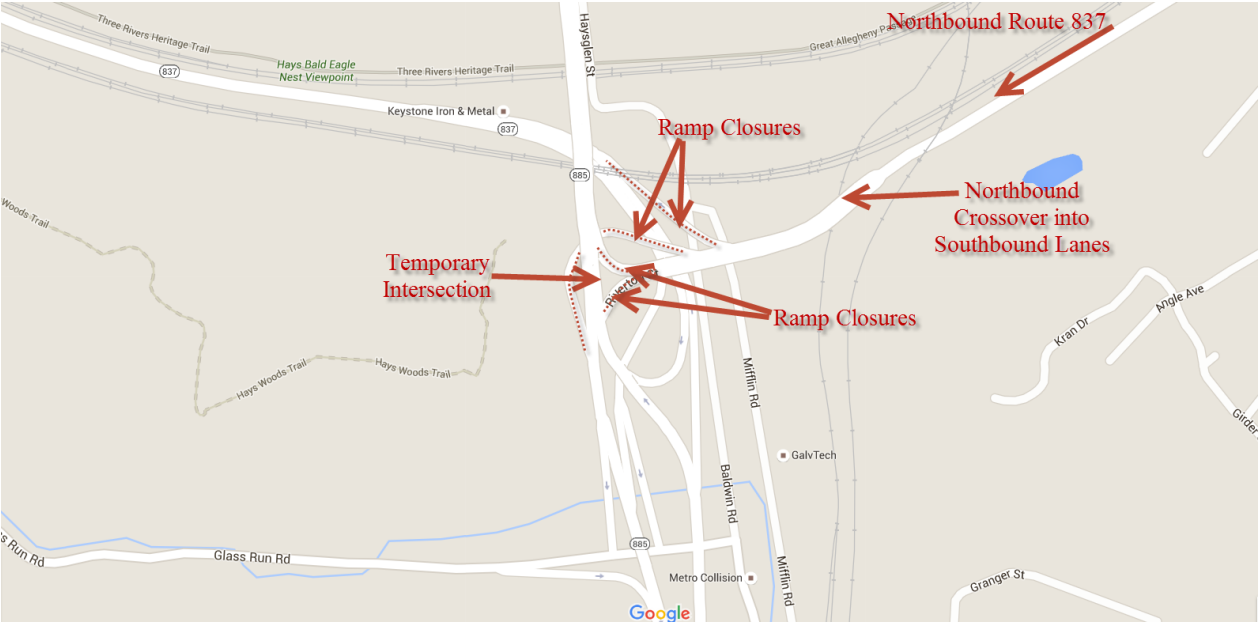 Northbound Route 837
Three Rivers Heritage Trail
Haysglen St
Great Allegheny Passage
Hays Bald Eagle
Nest Viewpoint
Three Rivers Heritage Trail
837
Keystone Iron & Metal
837
Ramp Closures
885
Northbound
Crossover into
Southbound Lanes
Woods Trail
Temporary
Intersection
Ramp Closures
Angle Ave
Kran Dr
Hays Woods Trail
Hays Woods Trail
Mifflin Rd
Girder
GalvTech
Baldwin Rd
s Run Rd
Glass Run Rd
885
Metro Collision
Mifflin Rd
Granger St
Google